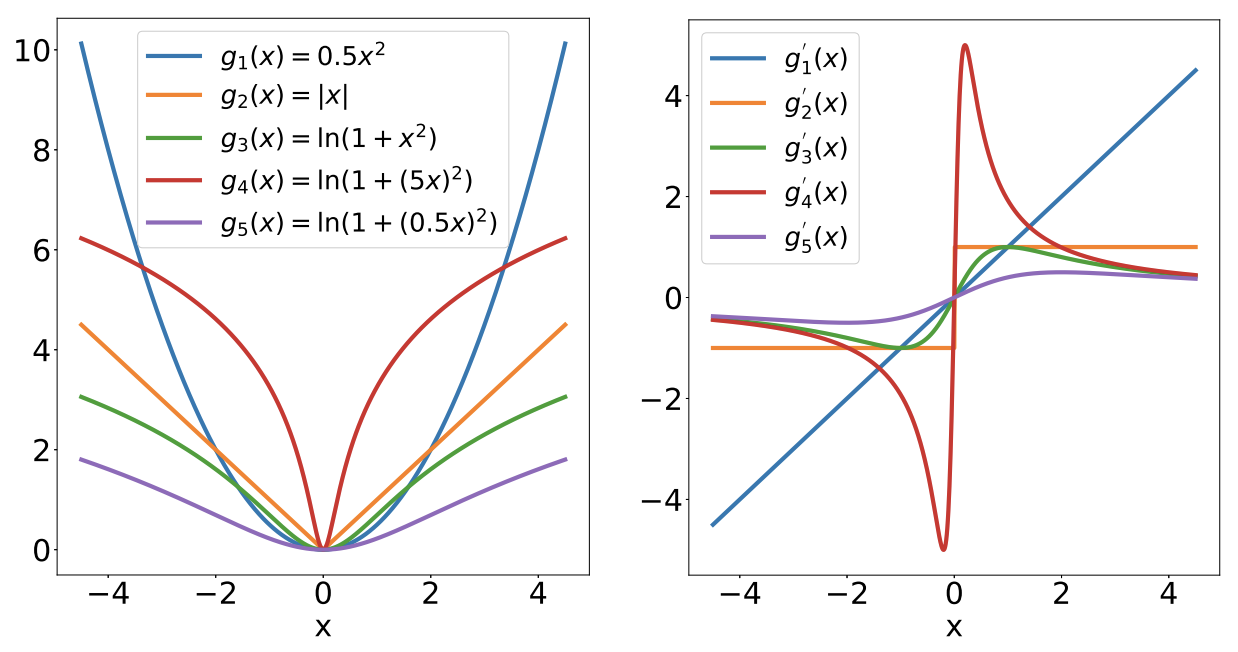 10
8
6
4
2
0
−4 −2 0 2 4
x
g₁(x) = 0.5x²
g₂(x) = |x|
g₃(x) = ln(1 + x²)
g₄(x) = ln(1 + (5x)²)
g₅(x) = ln(1 + (0.5x)²)
4
2
0
−2
−4
−4 −2 0 2 4
x
g₁′(x)
g₂′(x)
g₃′(x)
g₄′(x)
g₅′(x)